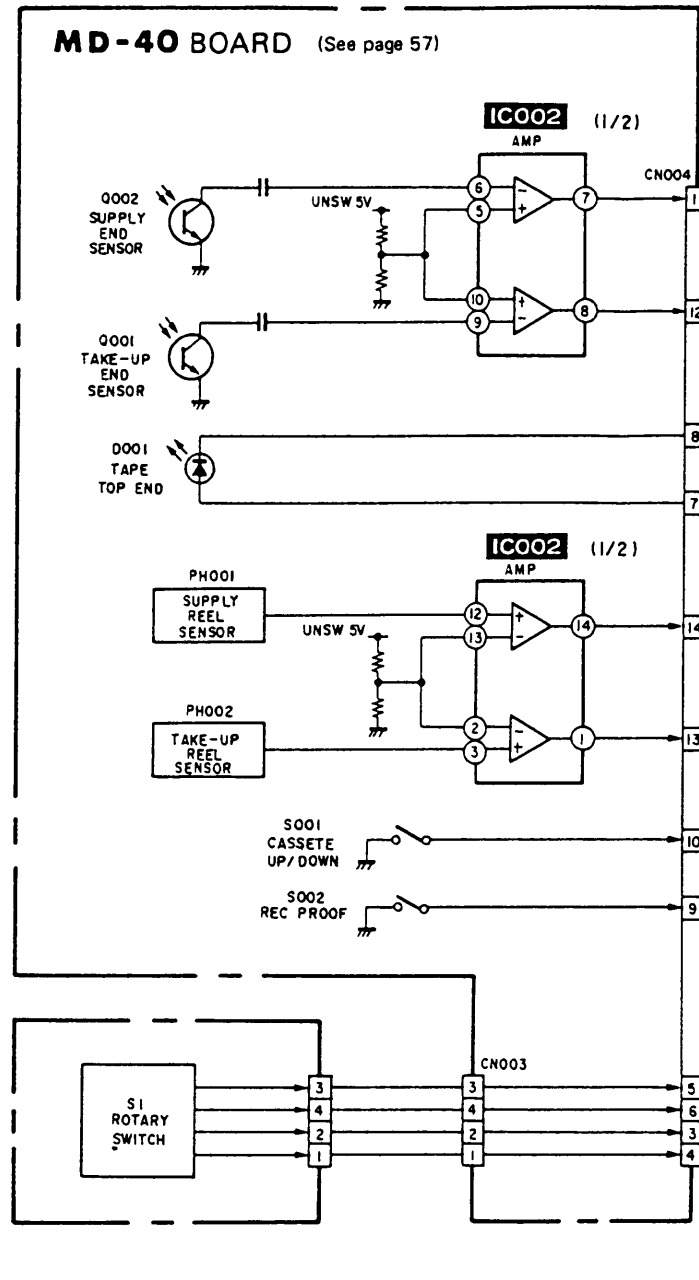 MD-40 BOARD (See page 57)
IC002 (1/2)
AMP
CN004
Q002
SUPPLY
END
SENSOR
UNSW 5V
6
5
10
9
-
+
+
-
7
8
1
12
Q001
TAKE-UP
END
SENSOR
D001
TAPE
TOP END
8
7
IC002 (1/2)
AMP
PH001
SUPPLY
REEL
SENSOR
UNSW 5V
12
13
2
3
+
-
-
+
14
1
14
13
PH002
TAKE-UP
REEL
SENSOR
S001
CASSETE
UP/DOWN
10
S002
REC PROOF
9
CN003
S1
ROTARY
SWITCH
3 3 5
4 4 6
2 2 3
1 1 4